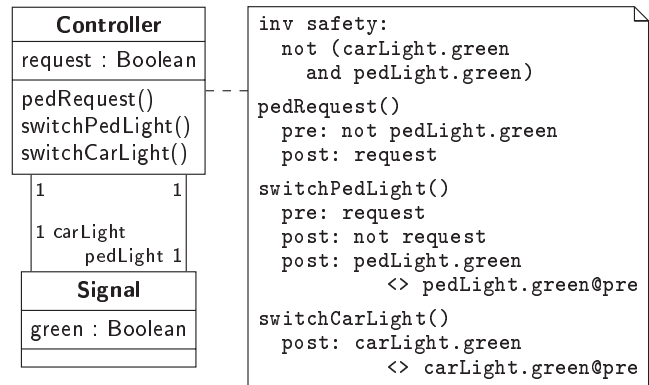 Controller
request : Boolean
pedRequest()
switchPedLight()
switchCarLight()
1 1
1 carLight
pedLight 1
Signal
green : Boolean
inv safety:
not (carLight.green
and pedLight.green)
pedRequest()
pre: not pedLight.green
post: request
switchPedLight()
pre: request
post: not request
post: pedLight.green
<> pedLight.green@pre
switchCarLight()
post: carLight.green
<> carLight.green@pre